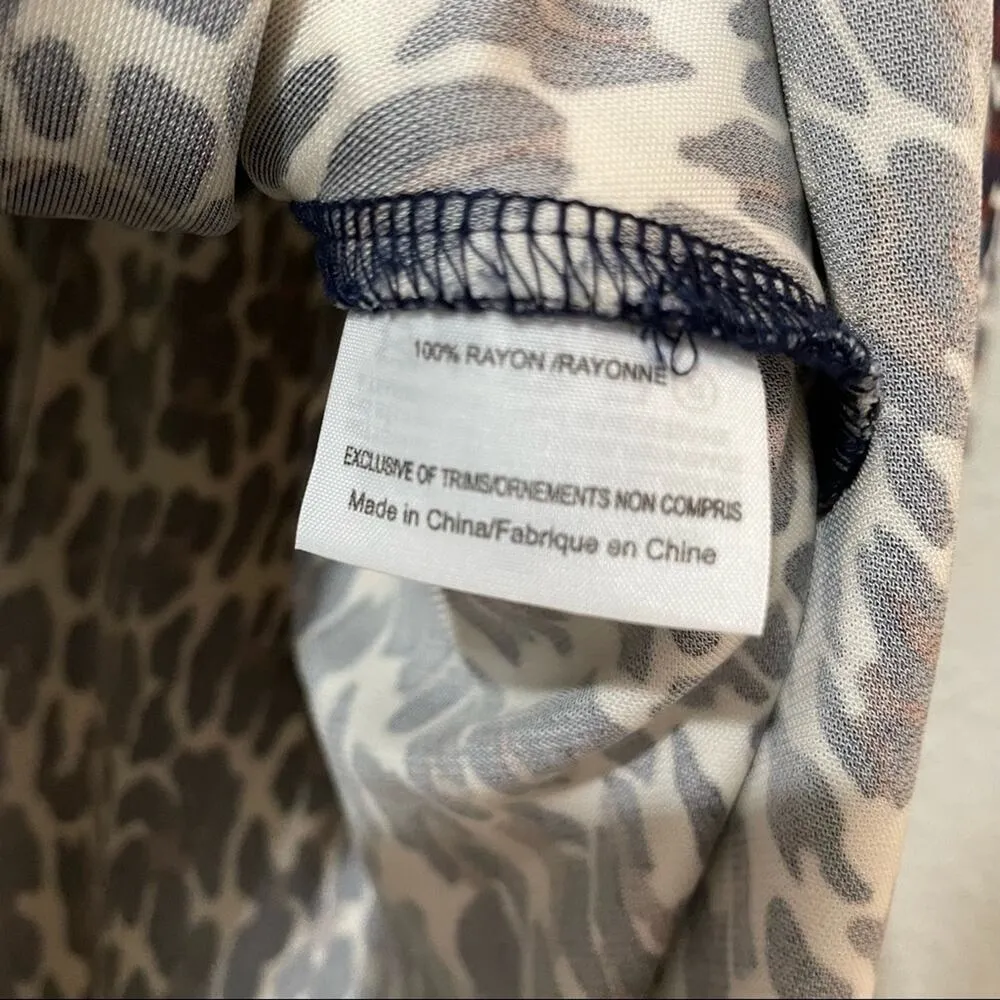 100% RAYON /RAYONNE
EXCLUSIVE OF TRIMS/ORNEMENTS NON COMPRIS
Made in China/Fabrique en Chine